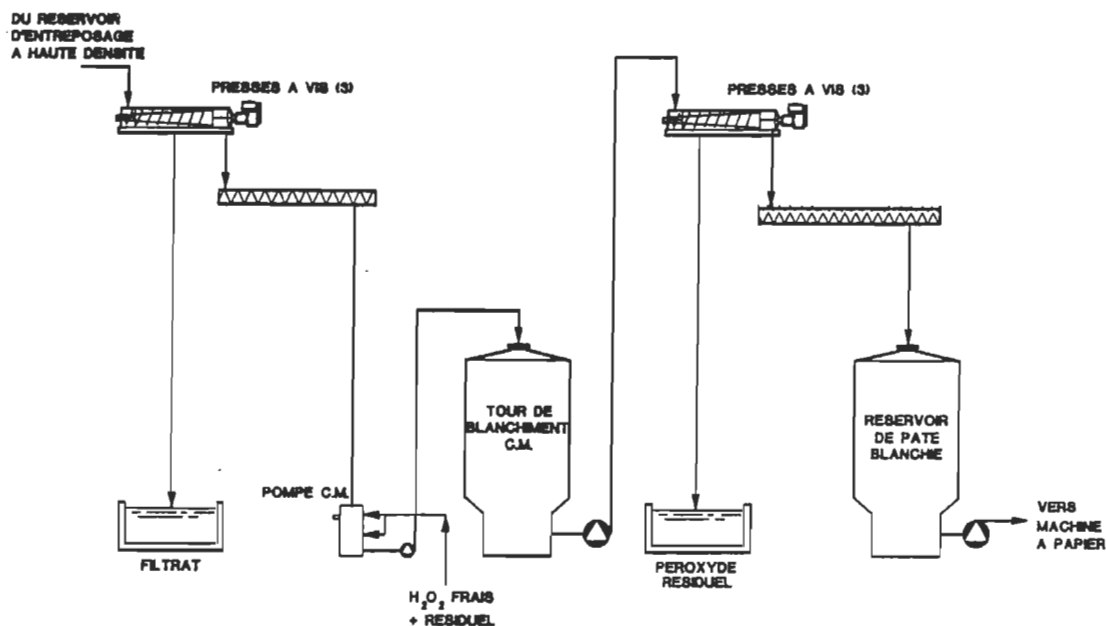 DU RESERVOIR
D'ENTREPOSAGE
A HAUTE DENSITE
PRESSES A VIS (3)
PRESSES A VIS (3)
TOUR DE
BLANCHIMENT
C.M.
RESERVOIR
DE PATE
BLANCHIE
POMPE C.M.
VERS
MACHINE
A PAPIER
FILTRAT
PEROXYDE
RESIDUEL
H₂O₂ FRAIS
+ RESIDUEL